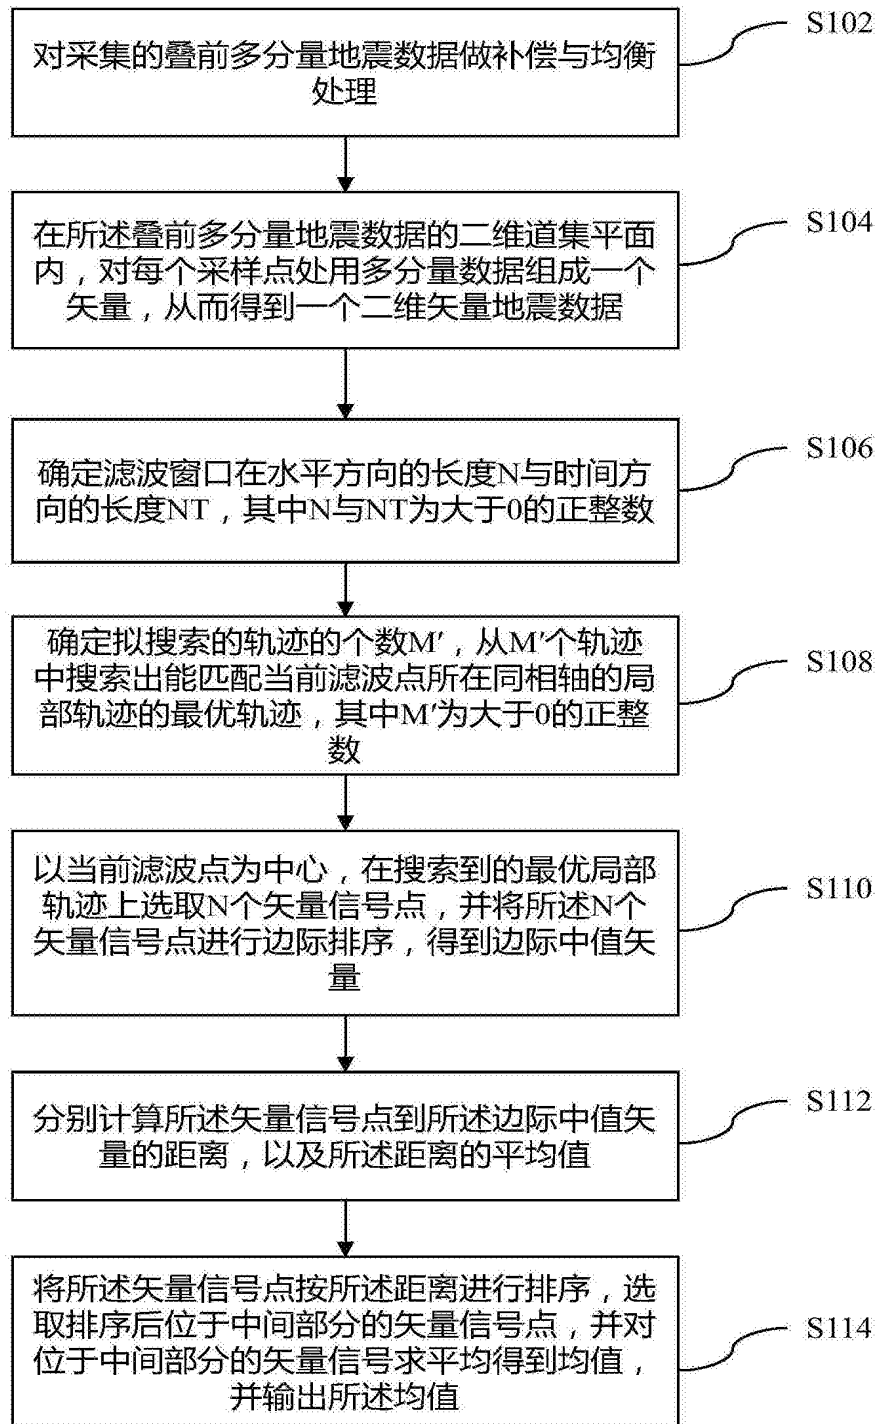 S102
对采集的叠前多分量地震数据做补偿与均衡
处理
S104
在所述叠前多分量地震数据的二维道集平面
内，对每个采样点处用多分量数据组成一个
矢量，从而得到一个二维矢量地震数据
S106
确定滤波窗口在水平方向的长度N与时间方
向的长度NT，其中N与NT为大于0的正整数
S108
确定拟搜索的轨迹的个数M′，从M′个轨迹
中搜索出能匹配当前滤波点所在同相轴的局
部轨迹的最优轨迹，其中M′为大于0的正整
数
S110
以当前滤波点为中心，在搜索到的最优局部
轨迹上选取N个矢量信号点，并将所述N个
矢量信号点进行边际排序，得到边际中值矢
量
S112
分别计算所述矢量信号点到所述边际中值矢
量的距离，以及所述距离的平均值
S114
将所述矢量信号点按所述距离进行排序，选
取排序后位于中间部分的矢量信号点，并对
位于中间部分的矢量信号求平均得到均值，
并输出所述均值